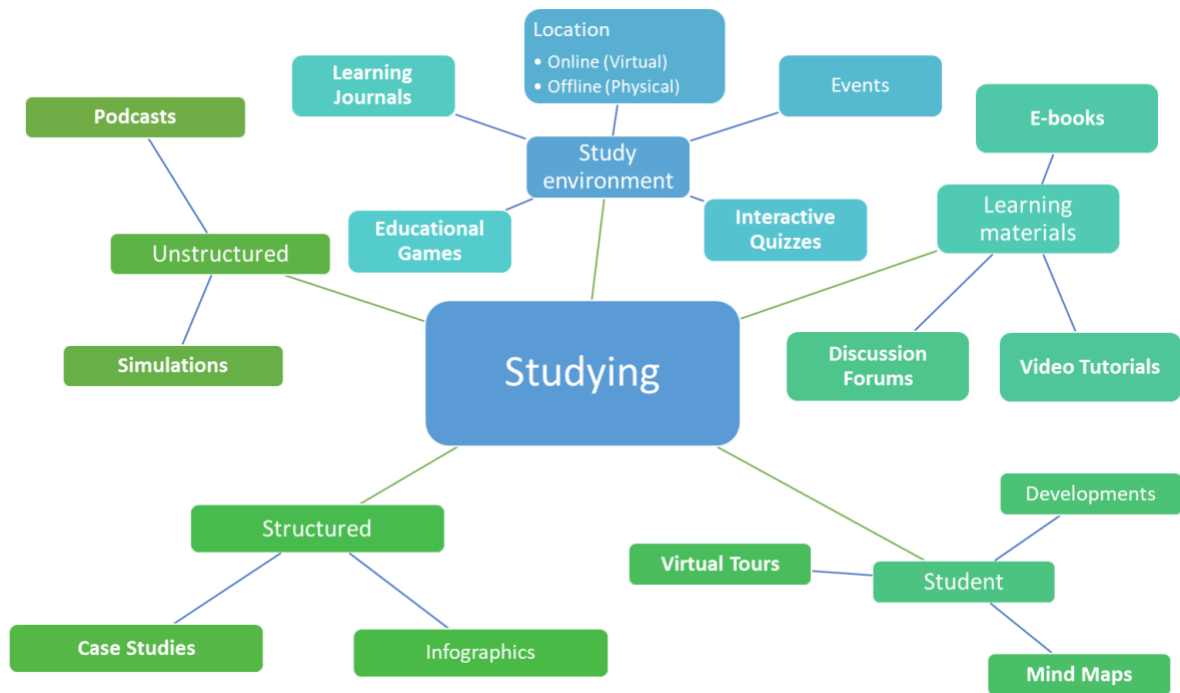 Location
• Online (Virtual)
• Offline (Physical)
Learning
Journals
Events
Podcasts
E-books
Study
environment
Learning
materials
Educational
Games
Interactive
Quizzes
Unstructured
Simulations
Studying
Discussion
Forums
Video Tutorials
Structured
Developments
Virtual Tours
Student
Case Studies
Infographics
Mind Maps